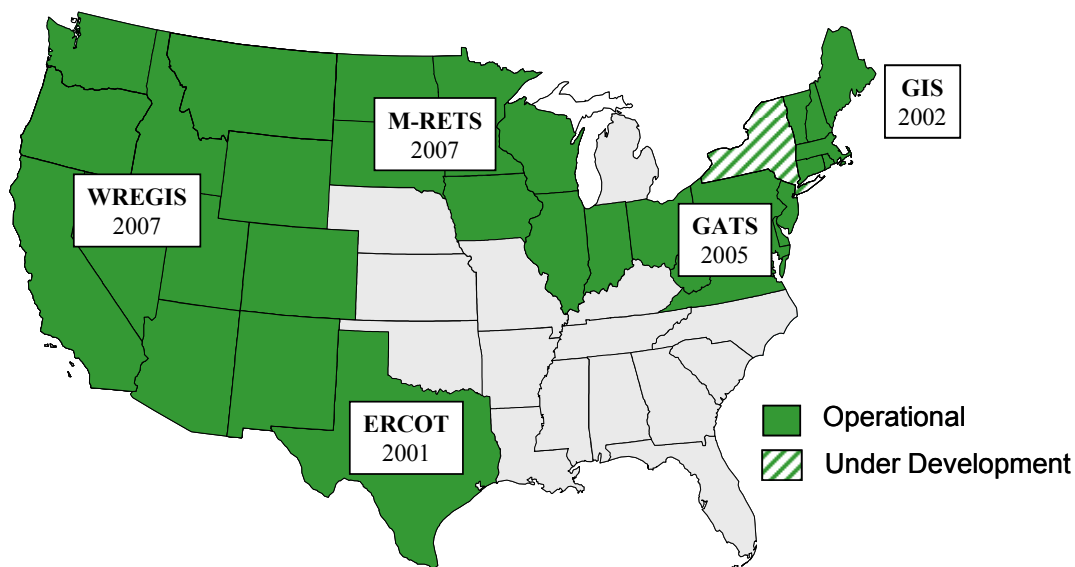 GIS
2002
M-RETS
2007
WREGIS
2007
GATS
2005
ERCOT
2001
Operational
Under Development